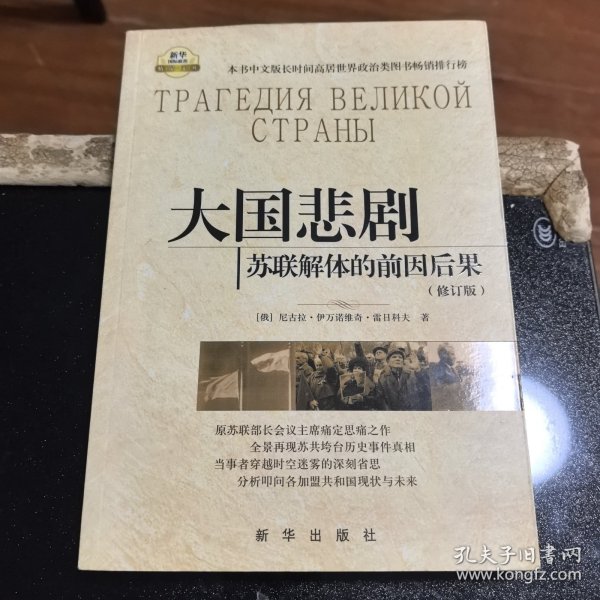 新华
本书中文版长时间高居世界政治类图书畅销排行榜
ТРАГЕДИЯ ВЕЛИКОЙ
СТРАНЫ
大国悲剧
苏联解体的前因后果
（修订版）
［俄］尼古拉·伊万诺维奇·雷日科夫 著
原苏联部长会议主席痛定思痛之作
全景再现苏共垮台历史事件真相
当事者穿越时空迷雾的深刻省思
分析叩问各加盟共和国现状与未来
新华出版社
孔夫子旧书网
www.kongfz.com